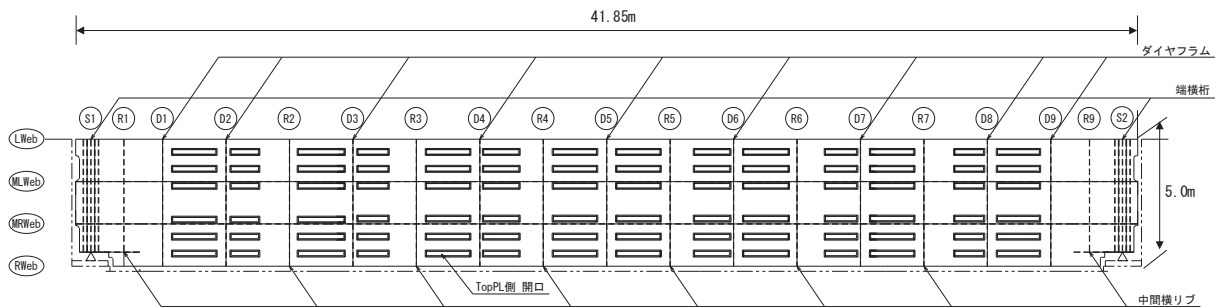 41.85m
ダイヤフラム
端横桁
S1 R1 D1 D2 R2 D3 R3 D4 R4 D5 R5 D6 R6 D7 R7 D8 D9 R9 S2
LWeb
MLWeb
5.0m
MRWeb
RWeb
TopPL側 開口
中間横リブ